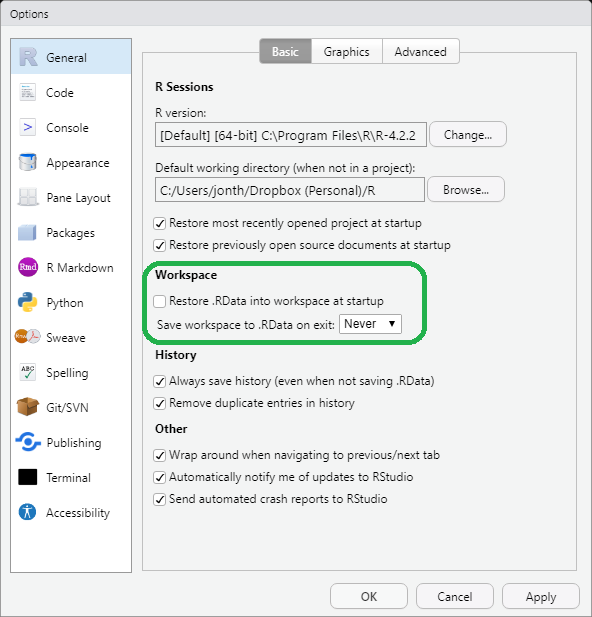 Options
General
Code
Console
Appearance
Pane Layout
Packages
R Markdown
Python
Sweave
Spelling
Git/SVN
Publishing
Terminal
Accessibility
Basic Graphics Advanced
R Sessions
R version:
[Default] [64-bit] C:\Program Files\R\R-4.2.2 Change...
Default working directory (when not in a project):
C:/Users/jonth/Dropbox (Personal)/R Browse...
Restore most recently opened project at startup
Restore previously open source documents at startup
Workspace
Restore .RData into workspace at startup
Save workspace to .RData on exit: Never
History
Always save history (even when not saving .RData)
Remove duplicate entries in history
Other
Wrap around when navigating to previous/next tab
Automatically notify me of updates to RStudio
Send automated crash reports to RStudio
OK Cancel Apply